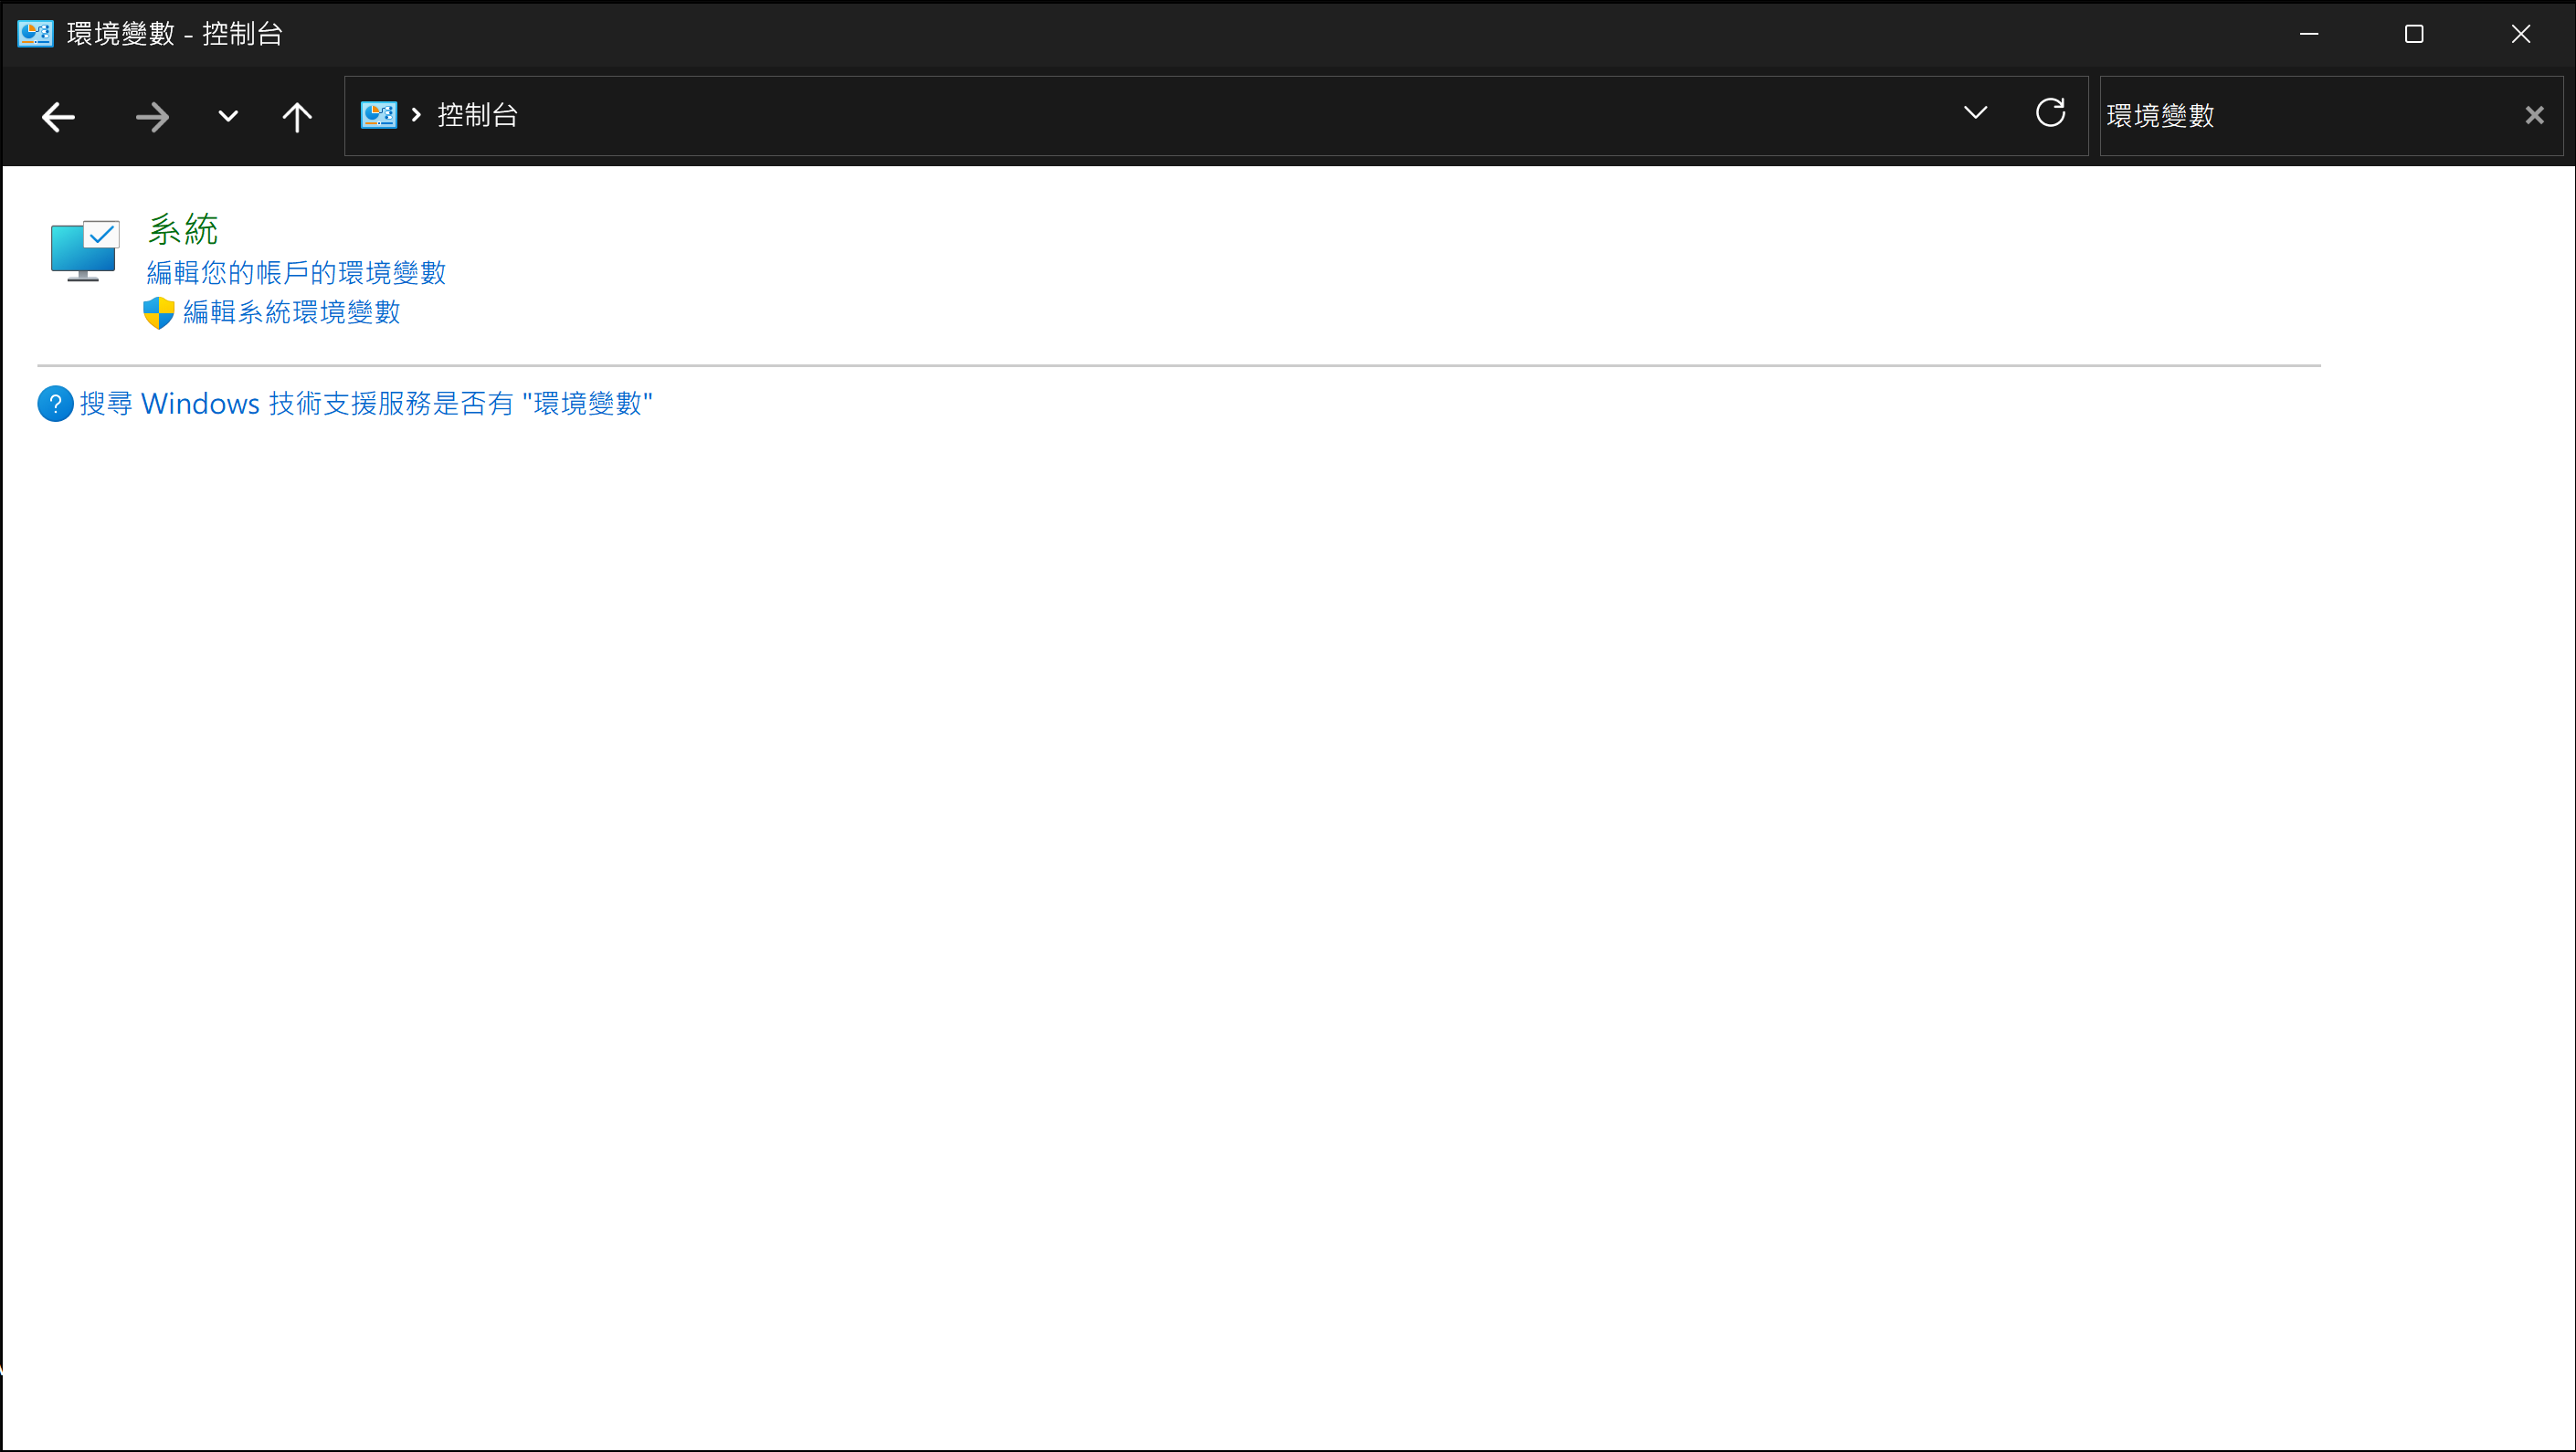 環境變數 - 控制台
控制台
環境變數
系統
編輯您的帳戶的環境變數
編輯系統環境變數
搜尋 Windows 技術支援服務是否有 "環境變數"